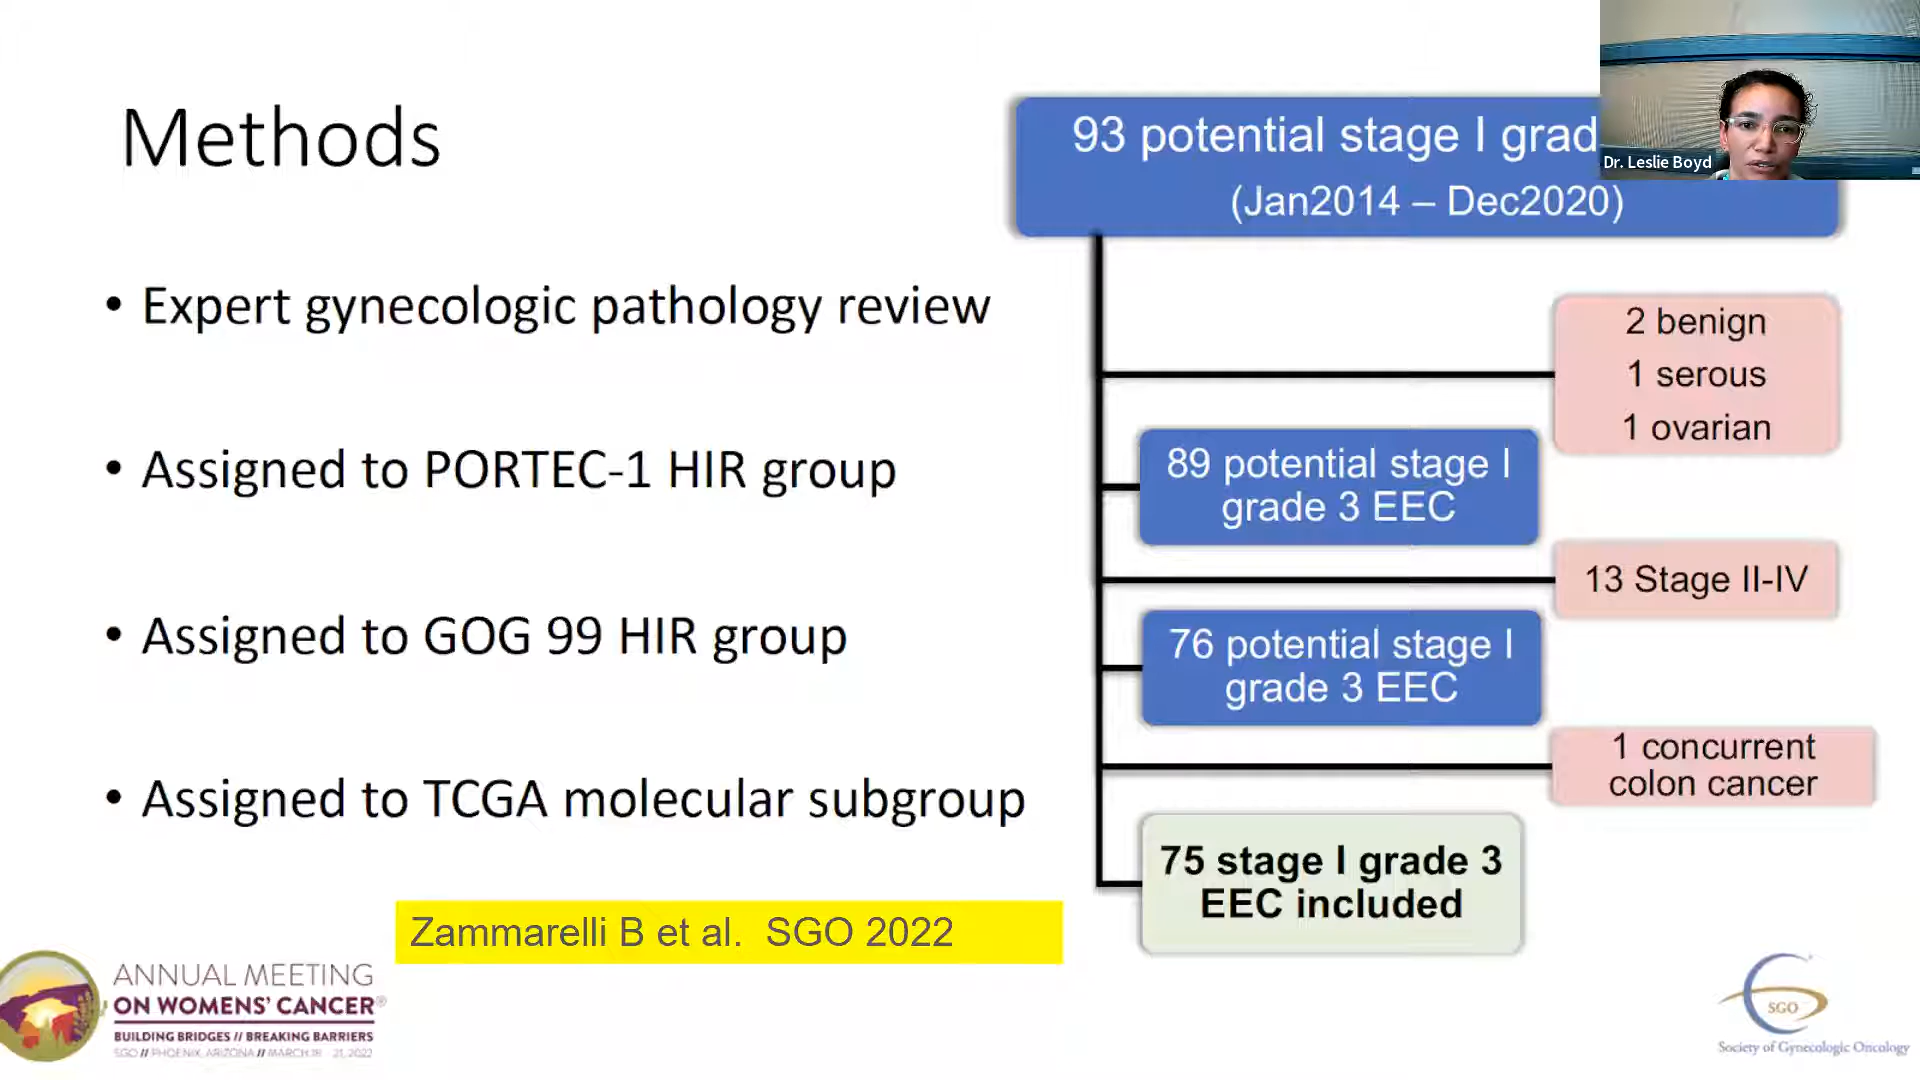 Methods
• Expert gynecologic pathology review
• Assigned to PORTEC-1 HIR group
• Assigned to GOG 99 HIR group
• Assigned to TCGA molecular subgroup
93 potential stage I grad
(Jan2014 – Dec2020)
Dr. Leslie Boyd
2 benign
1 serous
1 ovarian
89 potential stage I
grade 3 EEC
13 Stage II-IV
76 potential stage I
grade 3 EEC
1 concurrent
colon cancer
75 stage I grade 3
EEC included
Zammarelli B et al. SGO 2022
ANNUAL MEETING
ON WOMENS' CANCER®
BUILDING BRIDGES // BREAKING BARRIERS
SGO // PHOENIX, ARIZONA // MARCH 18 - 21, 2022
SGO
Society of Gynecologic Oncology